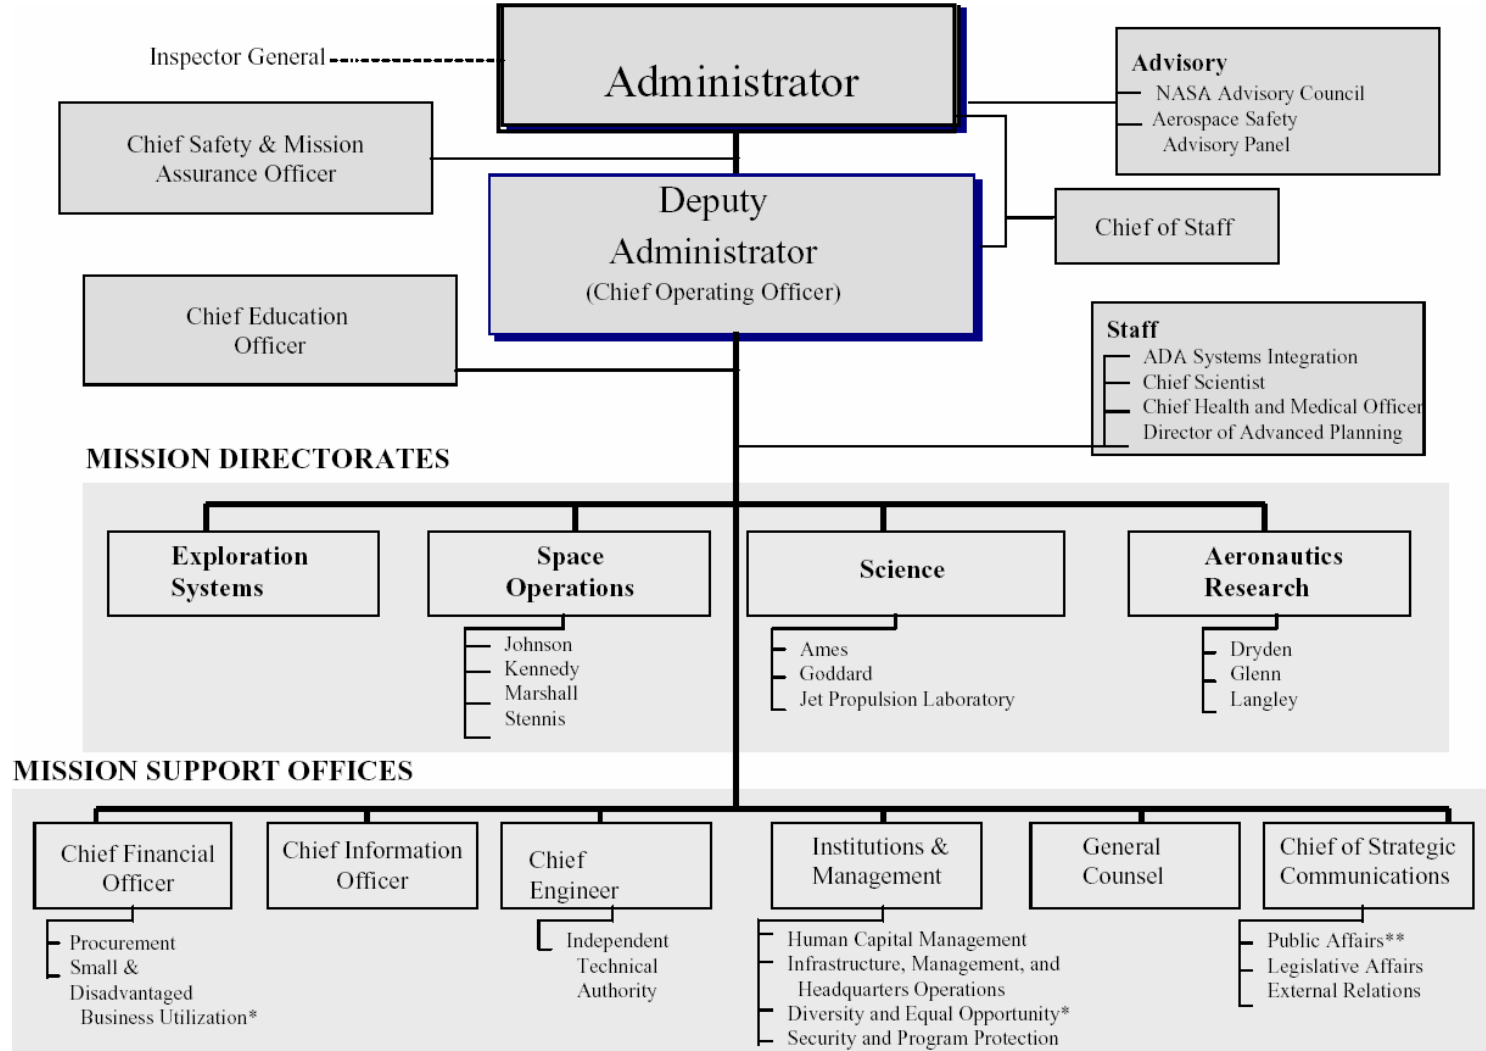 Inspector General
Administrator
Advisory
NASA Advisory Council
Aerospace Safety
Advisory Panel
Chief Safety & Mission
Assurance Officer
Deputy
Administrator
(Chief Operating Officer)
Chief of Staff
Chief Education
Officer
Staff
ADA Systems Integration
Chief Scientist
Chief Health and Medical Officer
Director of Advanced Planning
MISSION DIRECTORATES
Exploration
Systems
Space
Operations
Johnson
Kennedy
Marshall
Stennis
Science
Ames
Goddard
Jet Propulsion Laboratory
Aeronautics
Research
Dryden
Glenn
Langley
MISSION SUPPORT OFFICES
Chief Financial
Officer
Procurement
Small &
Disadvantaged
Business Utilization*
Chief Information
Officer
Chief
Engineer
Independent
Technical
Authority
Institutions &
Management
Human Capital Management
Infrastructure, Management, and
Headquarters Operations
Diversity and Equal Opportunity*
Security and Program Protection
General
Counsel
Chief of Strategic
Communications
Public Affairs**
Legislative Affairs
External Relations